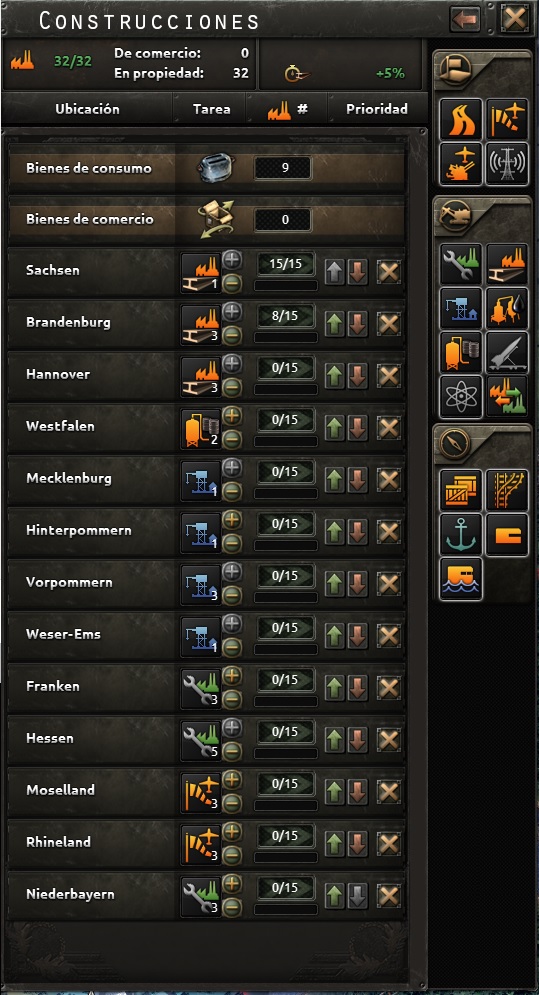 Construcciones
32/32 De comercio: 0
En propiedad: 32
+5%
Ubicación Tarea # Prioridad
Bienes de consumo 9
Bienes de comercio 0
Sachsen 1 15/15
Brandenburg 3 8/15
Hannover 3 0/15
Westfalen 2 0/15
Mecklenburg 1 0/15
Hinterpommern 1 0/15
Vorpommern 3 0/15
Weser-Ems 1 0/15
Franken 3 0/15
Hessen 5 0/15
Moselland 3 0/15
Rhineland 3 0/15
Niederbayern 3 0/15